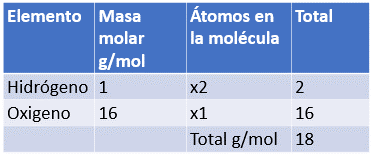 Elemento Masa molar g/mol Átomos en la molécula Total
Hidrógeno 1 x2 2
Oxigeno 16 x1 16
Total g/mol 18